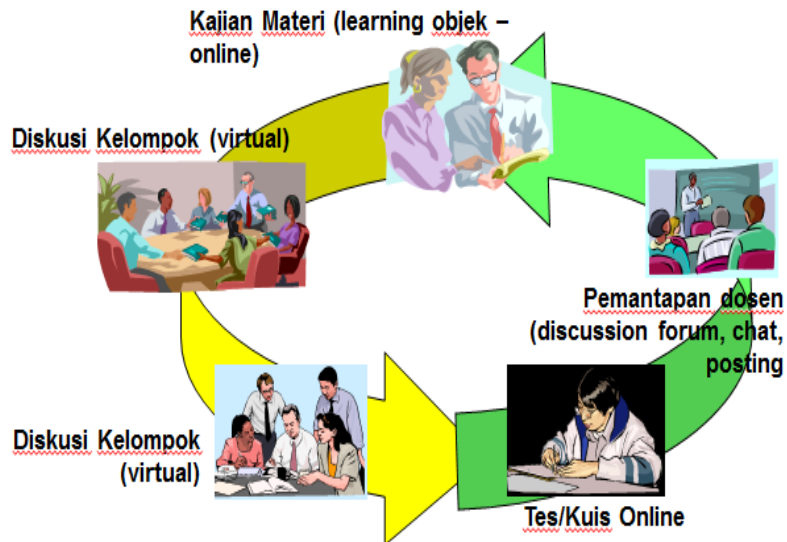 Kajian Materi (learning objek –
online)
Diskusi Kelompok (virtual)
Pemantapan dosen
(discussion forum, chat,
posting
Diskusi Kelompok
(virtual)
Tes/Kuis Online